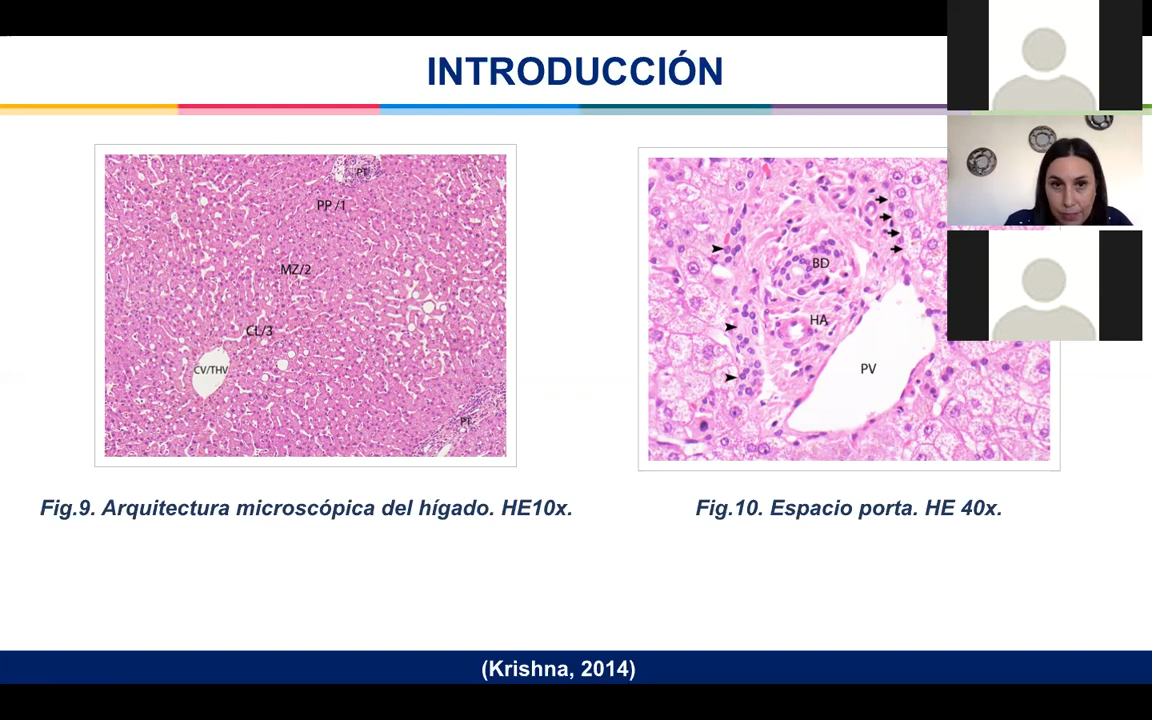 INTRODUCCIÓN
PT
PP /1
MZ/2
CL/3
CV/THV
PT
BD
HA
PV
Fig.9. Arquitectura microscópica del hígado. HE10x.
Fig.10. Espacio porta. HE 40x.
(Krishna, 2014)